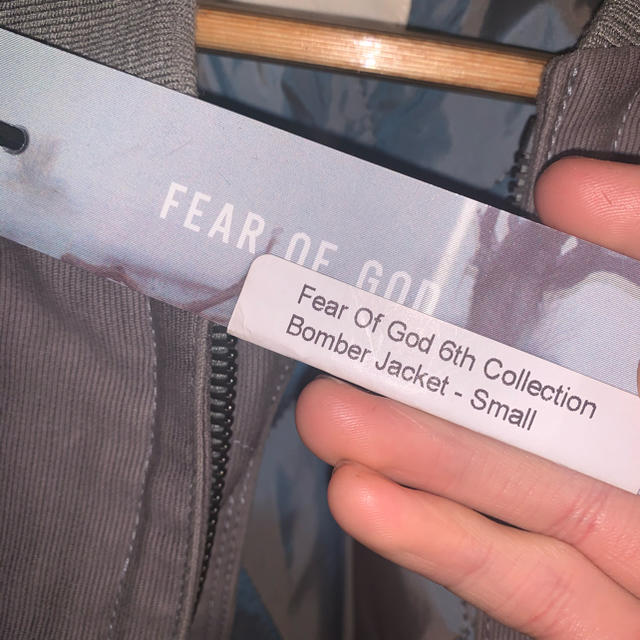 FEAR OF GOD
Fear Of God 6th Collection
Bomber Jacket - Small